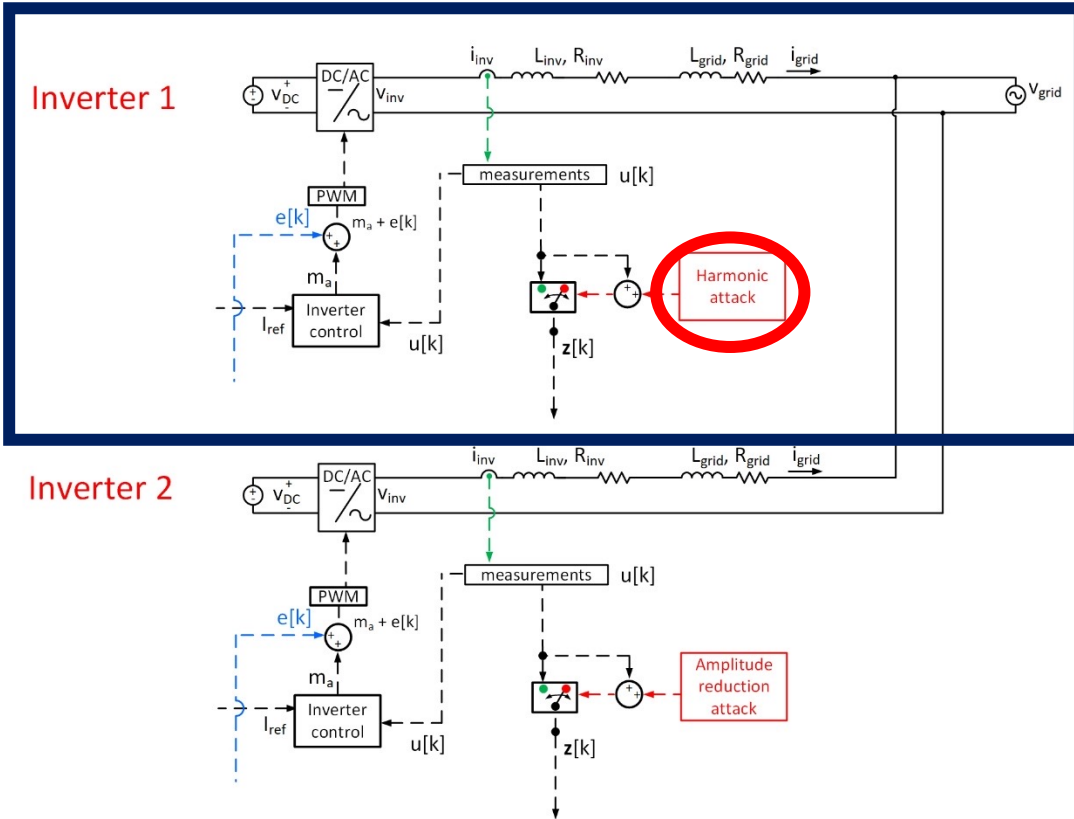 i_inv
L_inv, R_inv
L_grid, R_grid
i_grid
Inverter 1
+
-
v_DC
+
-
DC/AC
v_inv
v_grid
measurements
u[k]
PWM
e[k]
+
+
m_a + e[k]
m_a
Harmonic
attack
+
+
I_ref
Inverter
control
u[k]
z[k]
i_inv
L_inv, R_inv
L_grid, R_grid
i_grid
Inverter 2
+
-
v_DC
+
-
DC/AC
v_inv
measurements
u[k]
PWM
e[k]
+
+
m_a + e[k]
m_a
Amplitude
reduction
attack
+
+
I_ref
Inverter
control
u[k]
z[k]